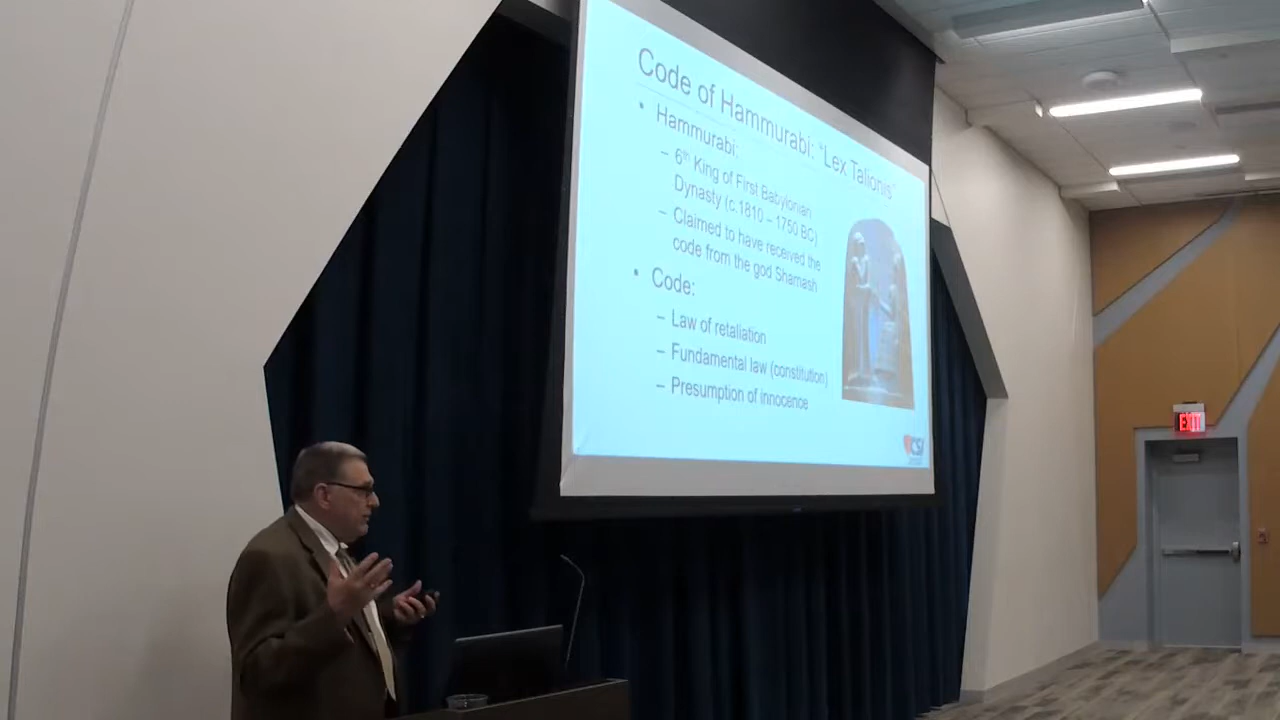 Code of Hammurabi: "Lex Talionis"
• Hammurabi:
– 6th King of First Babylonian
Dynasty (c.1810 – 1750 BC)
– Claimed to have received the
code from the god Shamash
• Code:
– Law of retaliation
– Fundamental law (constitution)
– Presumption of innocence
CSI
EXIT